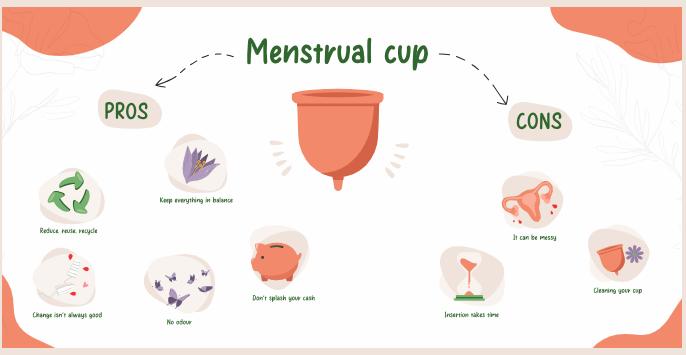 Menstrual cup
PROS
CONS
Keep everything in balance
Reduce, reuse, recycle
Don't splash your cash
Change isn't always good
No odour
It can be messy
Cleaning your cup
Insertion takes time